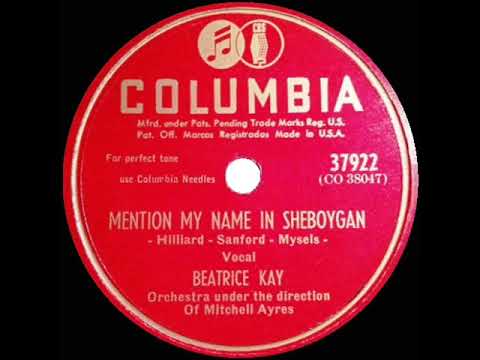 CBS
COLUMBIA
Mfrd. under Pats. Pending Trade Marks Reg. U.S.
Pat. Off. Marcas Registradas Made in U.S.A.
For perfect tone
use Columbia Needles
37922
(CO 38047)
MENTION MY NAME IN SHEBOYGAN
- Hilliard - Sanford - Mysels -
Vocal
BEATRICE KAY
Orchestra under the direction
Of Mitchell Ayres